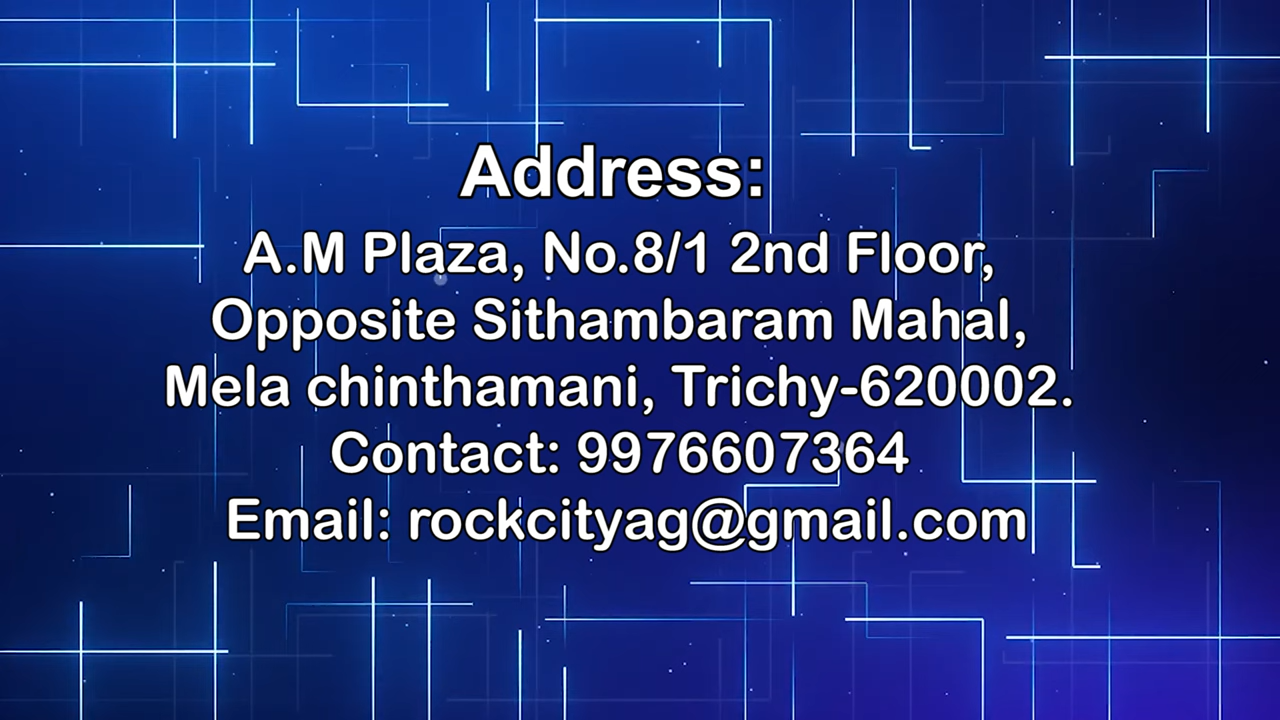 Address:
A.M Plaza, No.8/1 2nd Floor,
Opposite Sithambaram Mahal,
Mela chinthamani, Trichy-620002.
Contact: 9976607364
Email: rockcityag@gmail.com